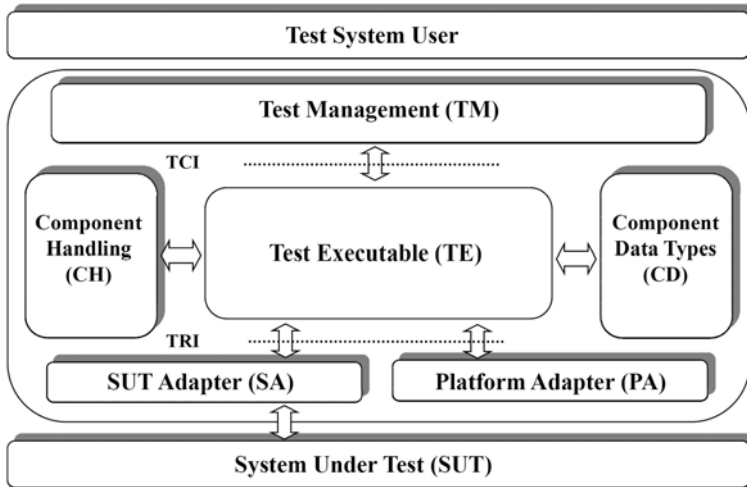 Test System User
Test Management (TM)
TCI
Component
Handling
(CH)
Test Executable (TE)
Component
Data Types
(CD)
TRI
SUT Adapter (SA)
Platform Adapter (PA)
System Under Test (SUT)